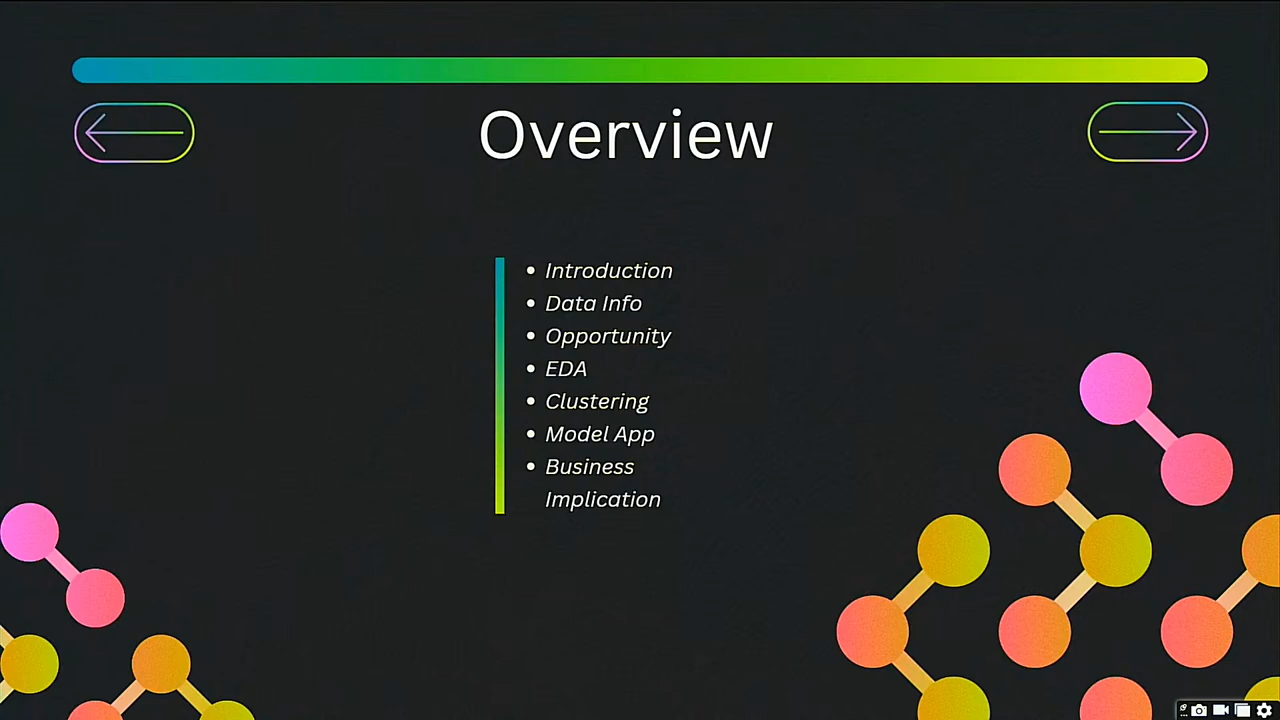 Overview
• Introduction
• Data Info
• Opportunity
• EDA
• Clustering
• Model App
• Business
Implication